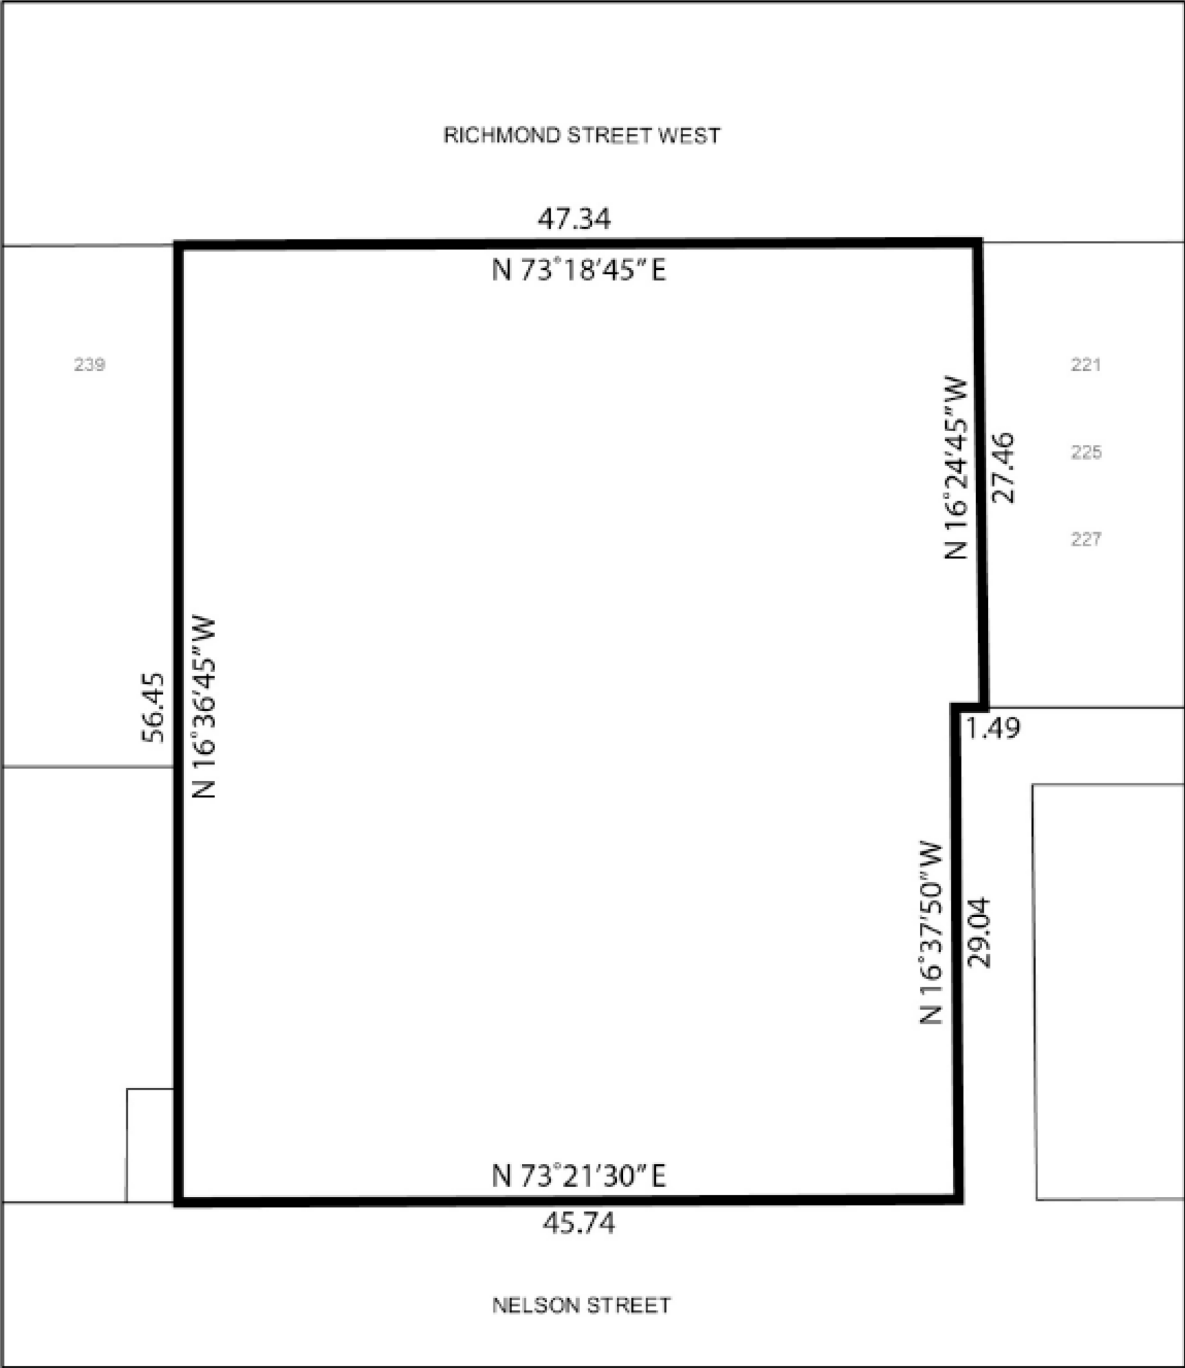 RICHMOND STREET WEST
47.34
N 73°18'45" E
239
221
N 16°24'45" W
27.46
225
227
56.45
N 16°36'45" W
1.49
N 16°37'50" W
29.04
N 73°21'30" E
45.74
NELSON STREET